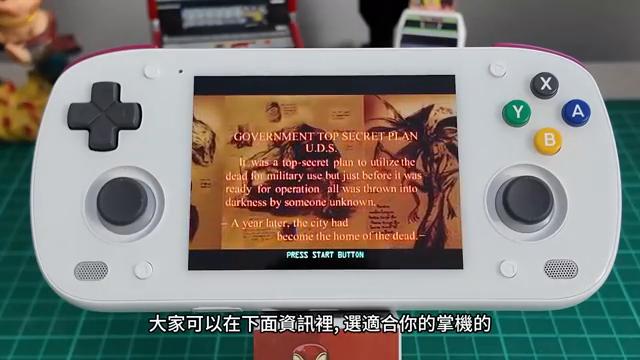 GOVERNMENT TOP SECRET PLAN
U.D.S.
It was a top-secret plan to utilize the
dead for military use but just before it was
ready for operation all was thrown into
darkness by someone unknown.
– A year later, the city had
become the home of the dead.–
PRESS START BUTTON
X
Y
A
B
大家可以在下面資訊裡, 選適合你的掌機的